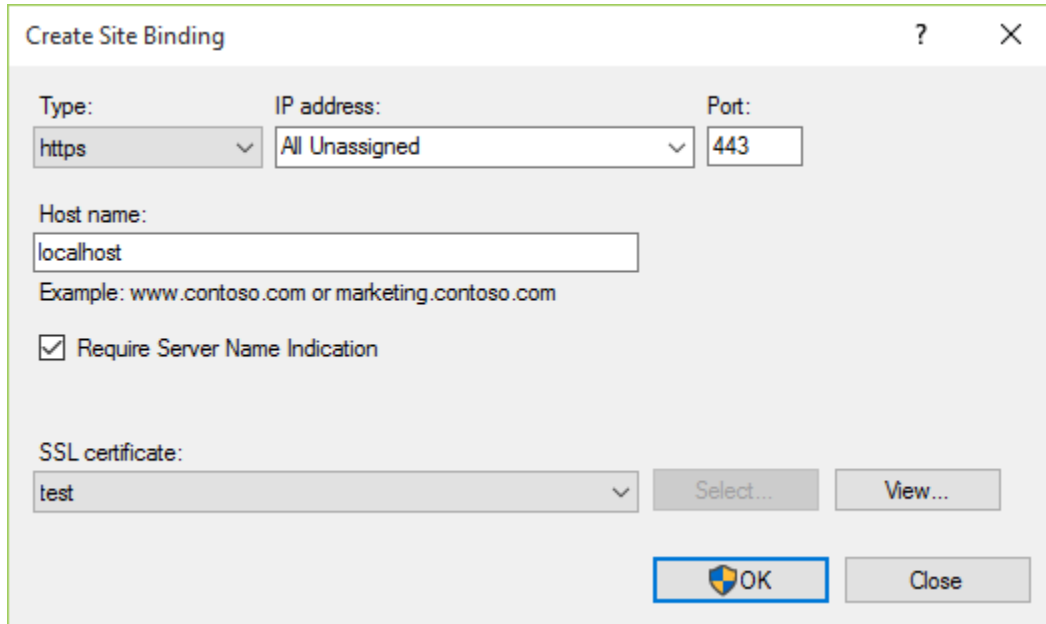 Create Site Binding ?
Type: IP address: Port:
https All Unassigned 443
Host name:
localhost
Example: www.contoso.com or marketing.contoso.com
Require Server Name Indication
SSL certificate:
test Select... View...
OK Close